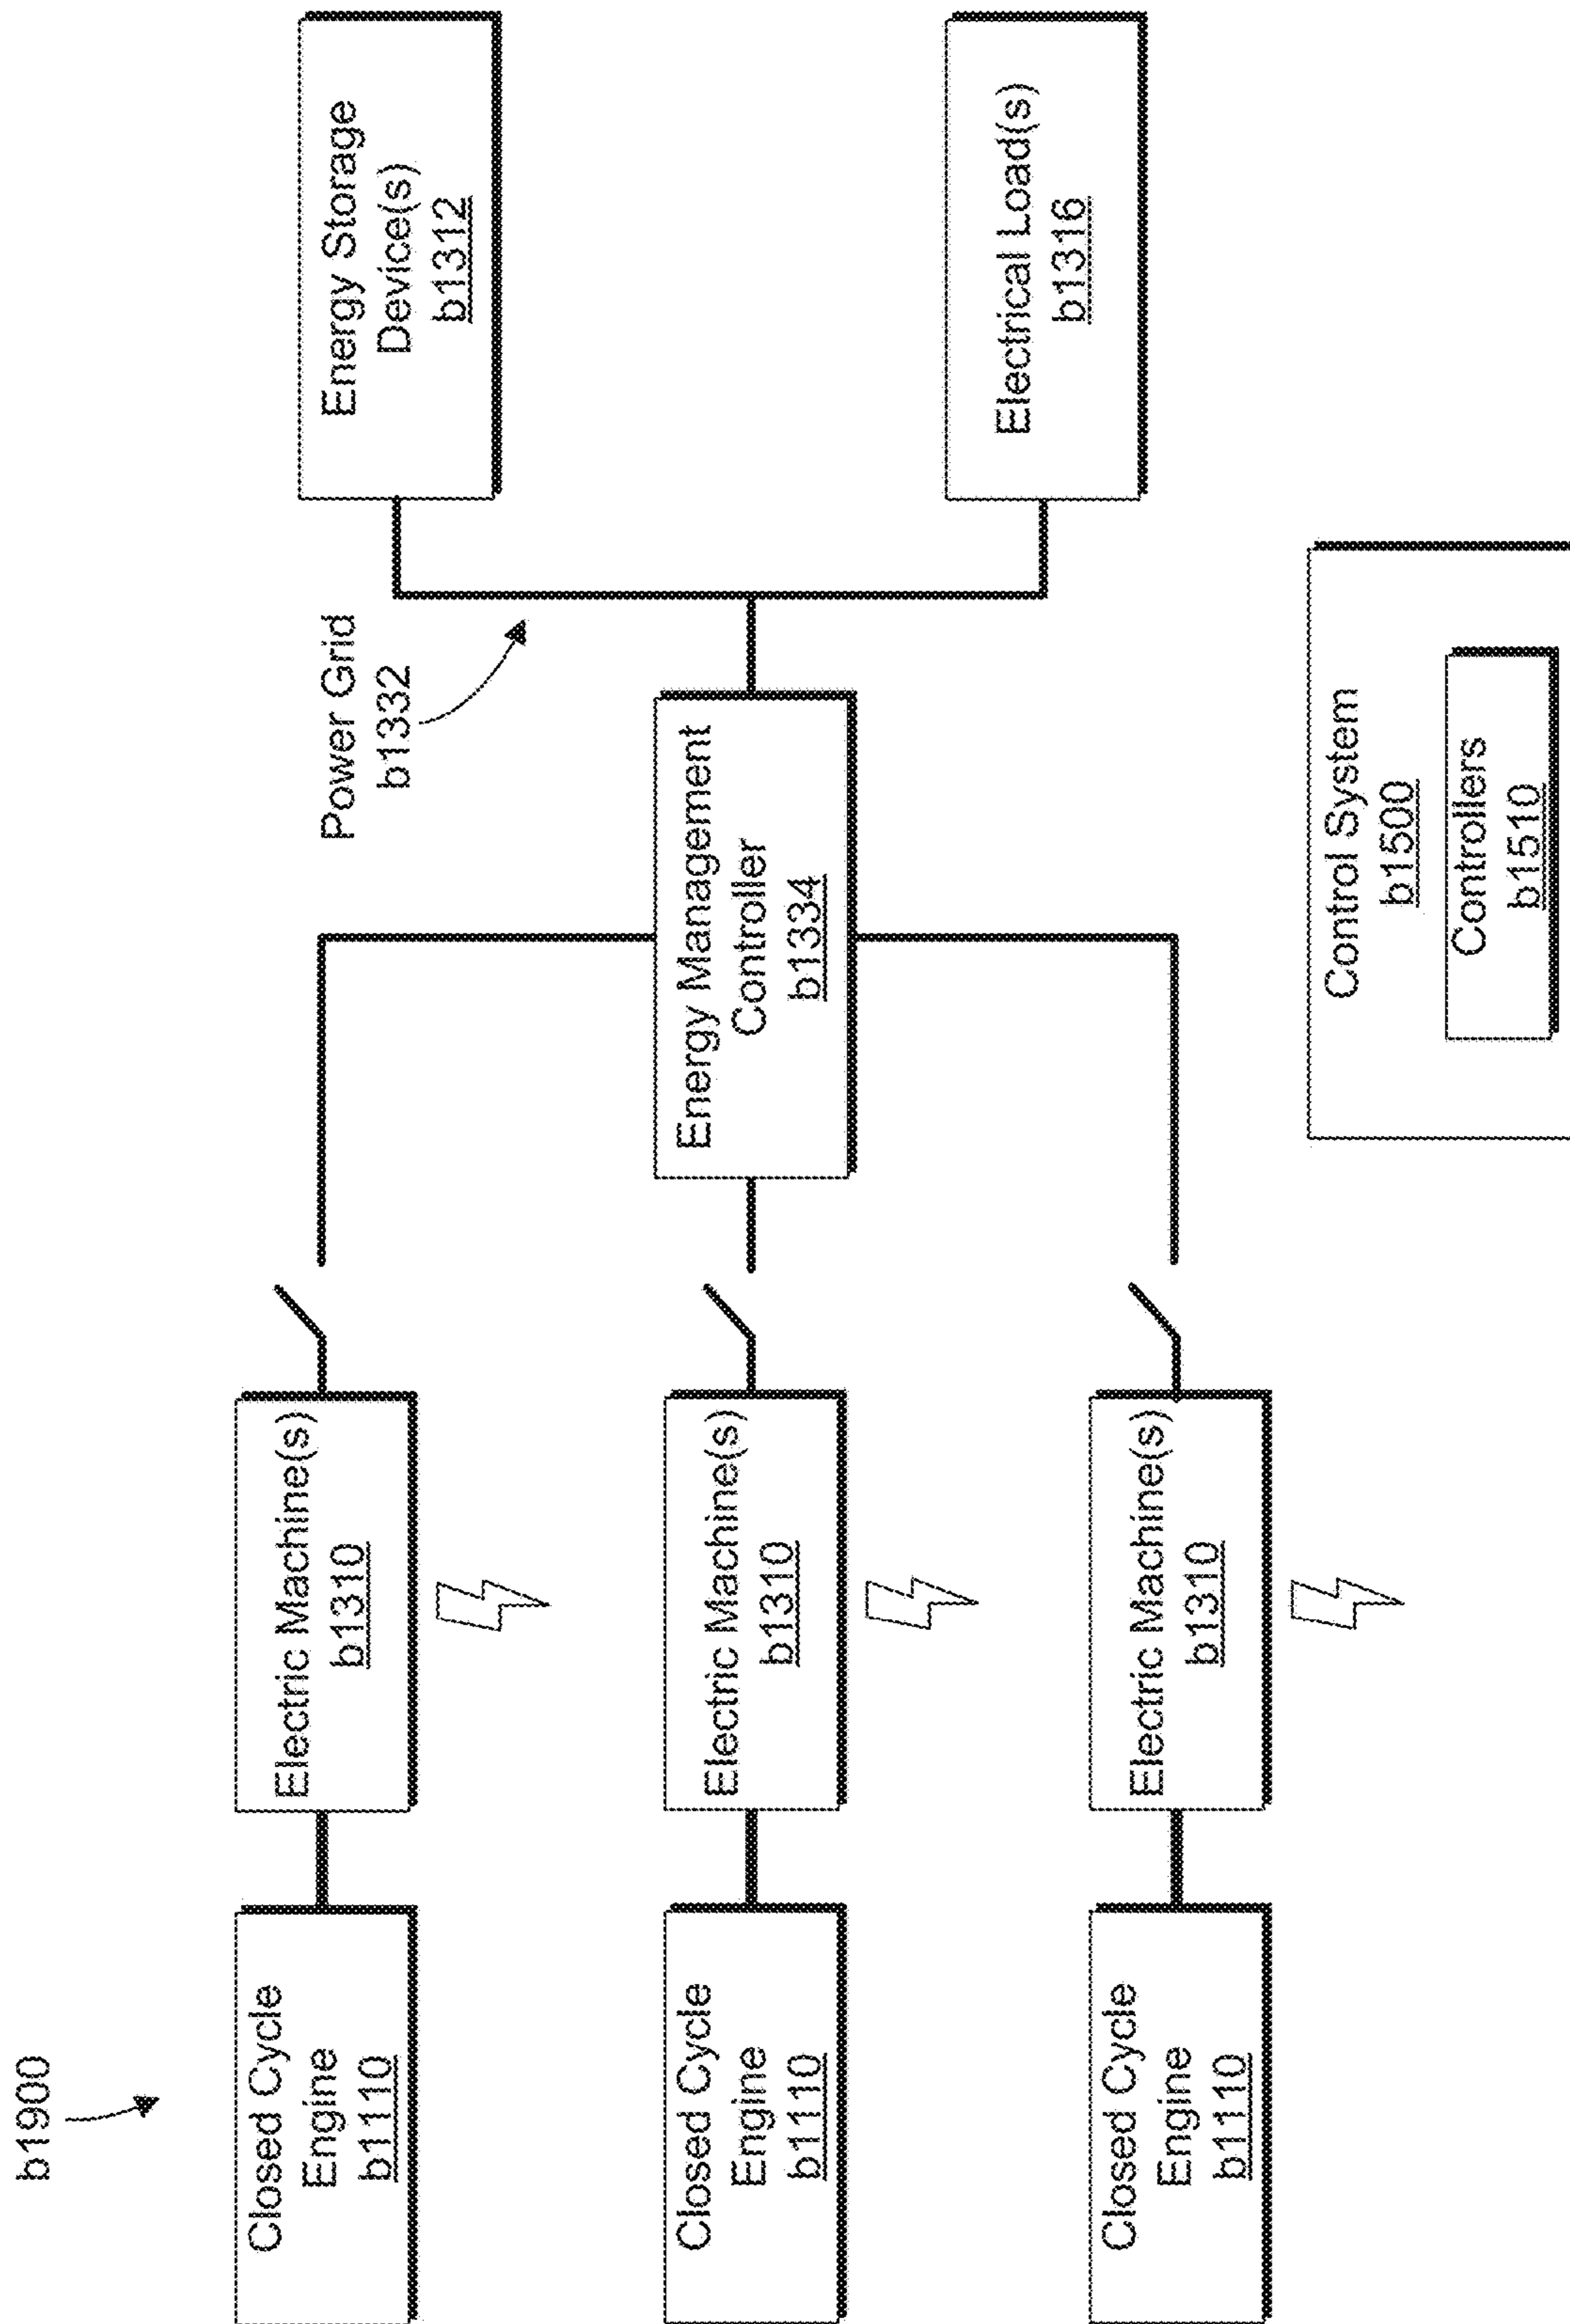 b1900
Closed Cycle
Engine
b1110
Electric Machine(s)
b1310
Closed Cycle
Engine
b1110
Electric Machine(s)
b1310
Closed Cycle
Engine
b1110
Electric Machine(s)
b1310
Energy Management
Controller
b1334
Power Grid
b1332
Energy Storage
Device(s)
b1312
Electrical Load(s)
b1316
Control System
b1500
Controllers
b1510